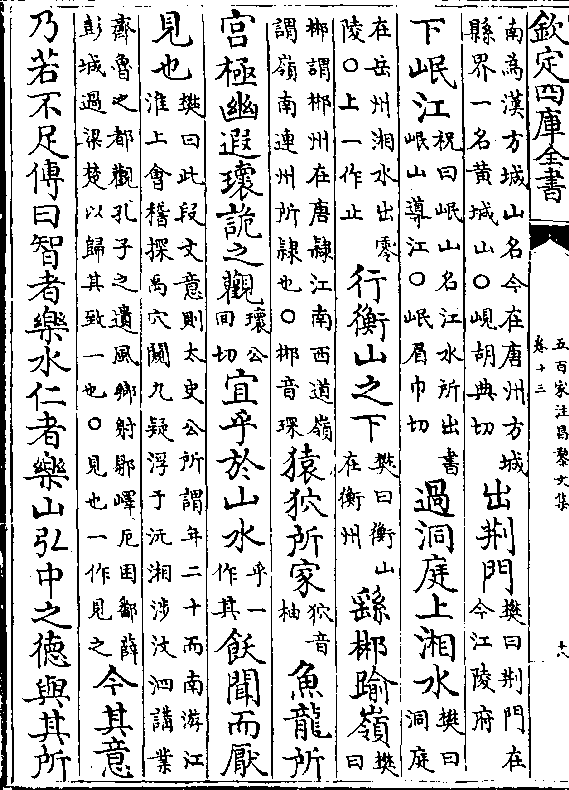 欽定四庫全書
五百家注昌黎文集
卷十三
十八
南為漢方城山名今在唐州方城
縣界一名黄城山○峴胡典切
出荆門
樊曰荆門在
今江陵府
下岷江
祝曰岷山名江水所出書
岷山導江○岷眉巾切
過洞庭上湘水
樊曰
洞庭
在岳州湘水出零
陵○上一作止
行衡山之下
樊曰衡山
在衡州
繇郴踰嶺
樊
曰
郴謂郴州在唐隸江南西道嶺
謂嶺南連州所隸也○郴音琛
猿狖所家
狖音
柚
魚龍所
宫極幽遐瓌詭之觀
瓌公
回切
宜乎於山水
乎一
作其
飫聞而厭
見也
樊曰此段文意則太史公所謂年二十而南游江
淮上會稽探禹穴闚九疑浮于沅湘涉汶泗講業
齊魯之都觀孔子之遺風鄉射鄒嶧厄困鄱薛
彭城過梁楚以歸其致一也○見也一作見之
今其意
乃若不足傳曰智者樂水仁者樂山弘中之徳與其所